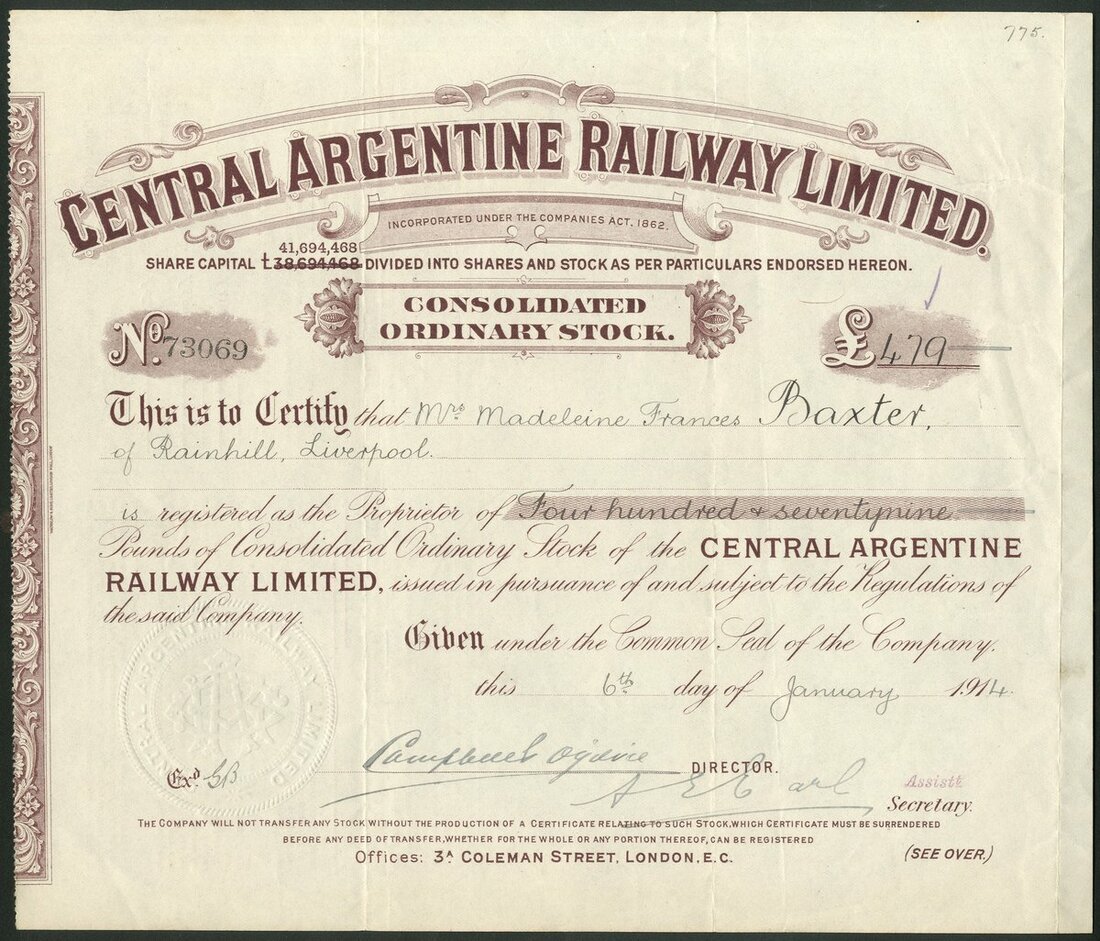 775.
CENTRAL ARGENTINE RAILWAY LIMITED.
INCORPORATED UNDER THE COMPANIES ACT. 1862.
41,694,468
SHARE CAPITAL £38,694468 DIVIDED INTO SHARES AND STOCK AS PER PARTICULARS ENDORSED HEREON.
CONSOLIDATED
ORDINARY STOCK.
No. 73069
£479
This is to Certify that Mrs. Madeleine Frances Baxter,
of Rainhill, Liverpool.
is registered as the Proprietor of Four hundred & seventynine
Pounds of Consolidated Ordinary Stock of the CENTRAL ARGENTINE
RAILWAY LIMITED, issued in pursuance of and subject to the Regulations of
the said Company.
Given under the Common Seal of the Company.
this 6th day of January 1914.
CENTRAL ARGENTINE RAILWAY LIMITED
Campbell Ogilvie DIRECTOR.
Exd
A E Earl Assistt
Secretary.
THE COMPANY WILL NOT TRANSFER ANY STOCK WITHOUT THE PRODUCTION OF A CERTIFICATE RELATING TO SUCH STOCK, WHICH CERTIFICATE MUST BE SURRENDERED
BEFORE ANY DEED OF TRANSFER, WHETHER FOR THE WHOLE OR ANY PORTION THEREOF, CAN BE REGISTERED
Offices: 3A COLEMAN STREET, LONDON, E.C.
(SEE OVER.)